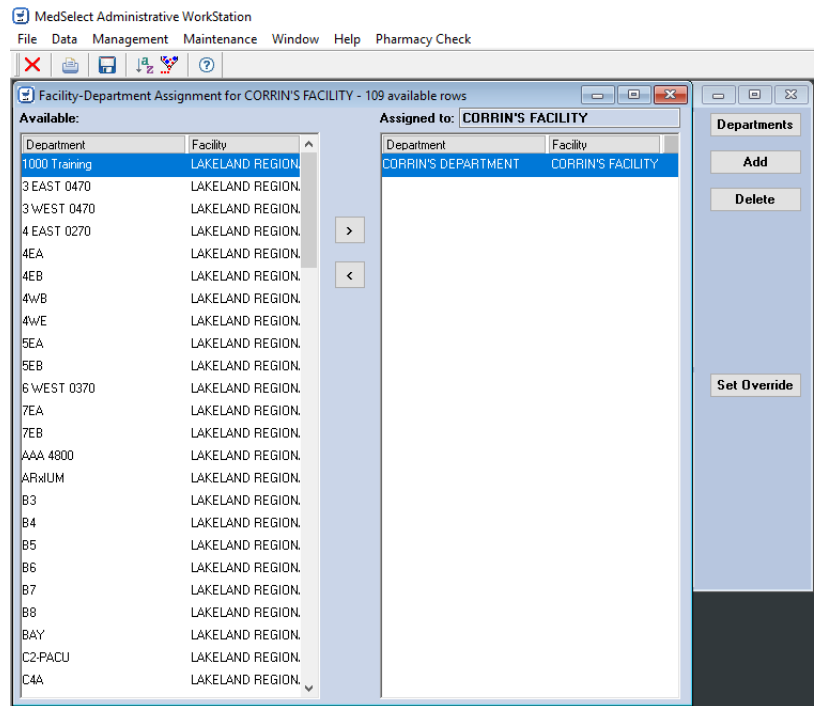 MedSelect Administrative WorkStation
File Data Management Maintenance Window Help Pharmacy Check
Facility-Department Assignment for CORRIN'S FACILITY - 109 available rows
Available:
Assigned to: CORRIN'S FACILITY
Department Facility
Department Facility
1000 Training LAKELAND REGION.
CORRIN'S DEPARTMENT CORRIN'S FACILITY
3 EAST 0470 LAKELAND REGION.
3 WEST 0470 LAKELAND REGION.
4 EAST 0270 LAKELAND REGION.
4EA LAKELAND REGION.
4EB LAKELAND REGION.
4WB LAKELAND REGION.
4WE LAKELAND REGION.
5EA LAKELAND REGION.
5EB LAKELAND REGION.
6 WEST 0370 LAKELAND REGION.
7EA LAKELAND REGION.
7EB LAKELAND REGION.
AAA 4800 LAKELAND REGION.
ARxIUM LAKELAND REGION.
B3 LAKELAND REGION.
B4 LAKELAND REGION.
B5 LAKELAND REGION.
B6 LAKELAND REGION.
B7 LAKELAND REGION.
B8 LAKELAND REGION.
BAY LAKELAND REGION.
C2-PACU LAKELAND REGION.
C4A LAKELAND REGION.
>
<
Departments
Add
Delete
Set Override